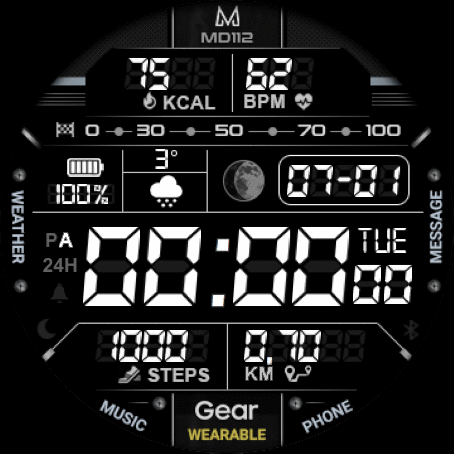 MD112
75 62
KCAL BPM
0 30 50 70 100
3°
100%
07-01
WEATHER
MESSAGE
PA 00:00 TUE
24H 00
1000 0,70
STEPS KM
MUSIC Gear PHONE
WEARABLE